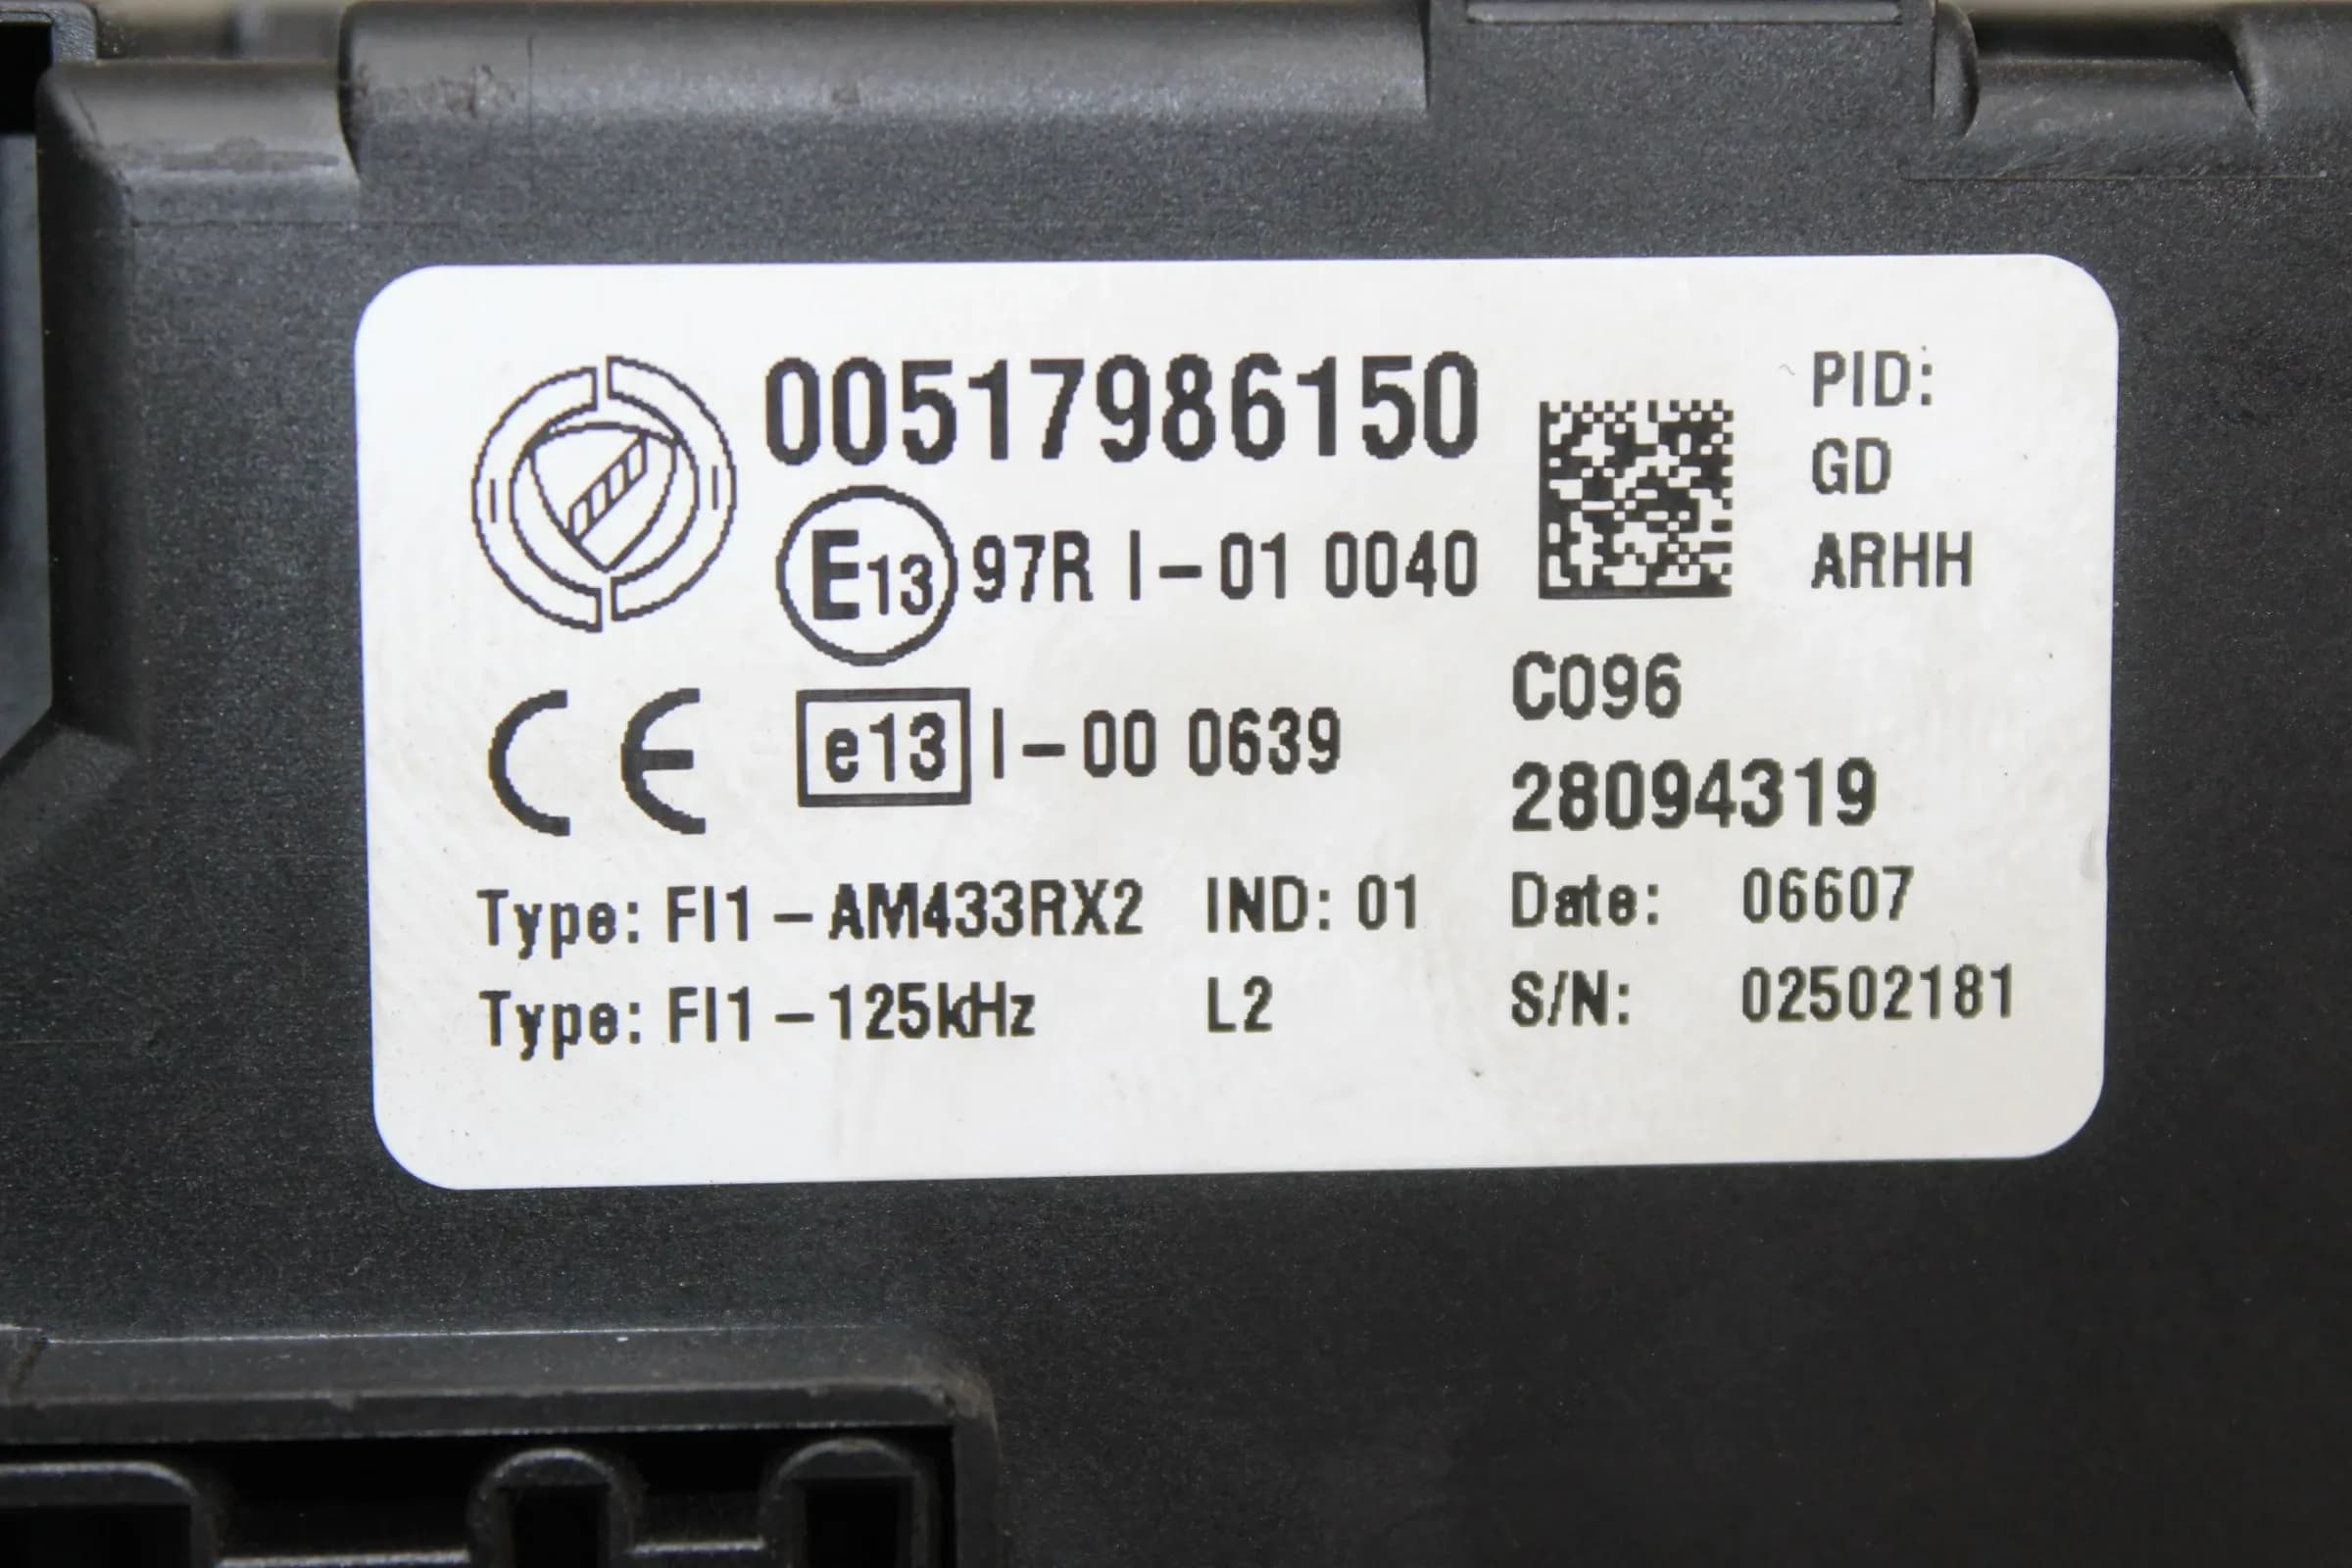 00517986150
E13 97R I-01 0040
PID:
GD
ARHH
CE e13 I-00 0639
C096
28094319
Type: FI1-AM433RX2 IND: 01
Date: 06607
Type: FI1-125kHz L2
S/N: 02502181